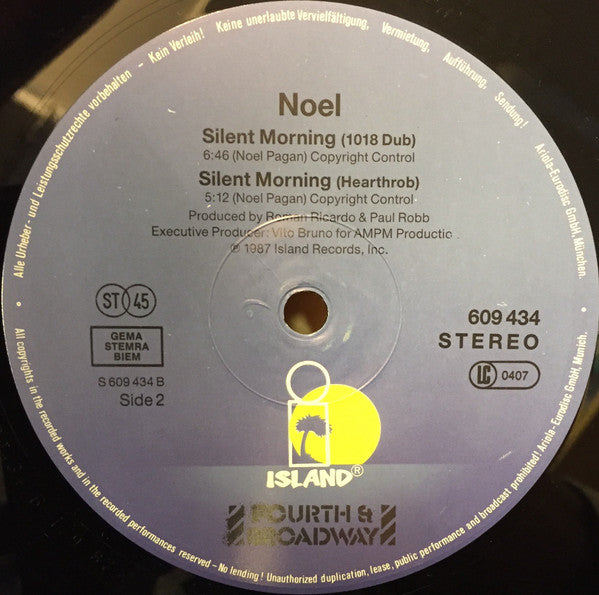 Alle Urheber- und Leistungsschutzrechte vorbehalten – Kein Verleih! Keine unerlaubte Vervielfältigung, Vermietung, Aufführung, Sendung! Ariola-Eurodisc GmbH, München.
Noel
Silent Morning (1018 Dub)
6:46 (Noel Pagan) Copyright Control
Silent Morning (Hearthrob)
5:12 (Noel Pagan) Copyright Control
Produced by Roman Ricardo & Paul Robb
Executive Producer: Vito Bruno for AMPM Productio
℗ 1987 Island Records, Inc.
ST 45
GEMA
STEMRA
BIEM
S 609 434 B
Side 2
609 434
STEREO
LC 0407
ISLAND®
FOURTH &
BROADWAY
All copyrights in the recorded works and in the recorded performances reserved – No lending! Unauthorized duplication, lease, public performance and broadcast prohibited! Ariola-Eurodisc GmbH, Munich.